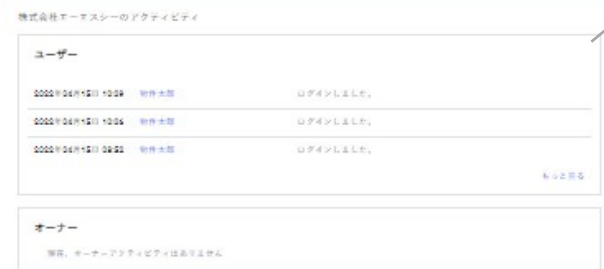 株式会社エーエスシーのアクティビティ
ユーザー
2022年04月15日 物件太郎 ログインしました。
2022年04月15日 物件太郎 ログインしました。
2022年04月15日 09:52 物件太郎 ログインしました。
もっと見る
オーナー
現在、オーナーアクティビティはありません